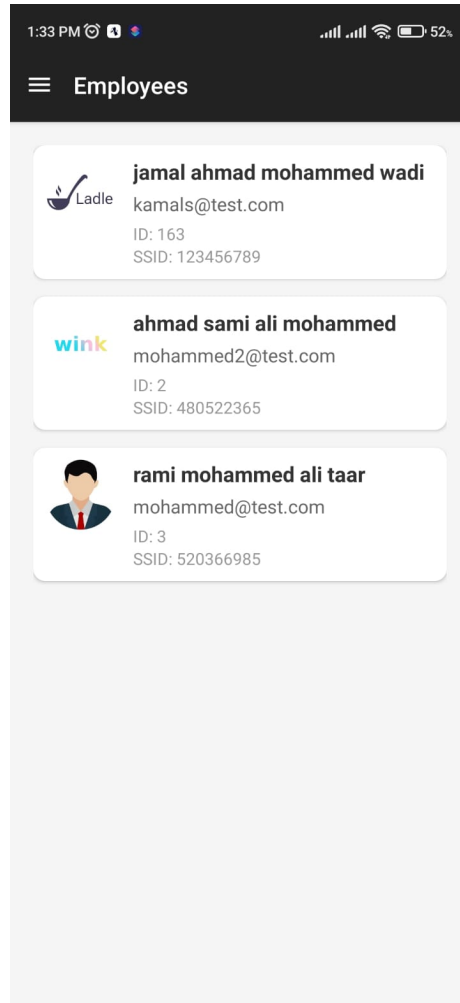 1:33 PM 52%
Employees
jamal ahmad mohammed wadi
Ladle
kamals@test.com
ID: 163
SSID: 123456789
ahmad sami ali mohammed
wink
mohammed2@test.com
ID: 2
SSID: 480522365
rami mohammed ali taar
mohammed@test.com
ID: 3
SSID: 520366985